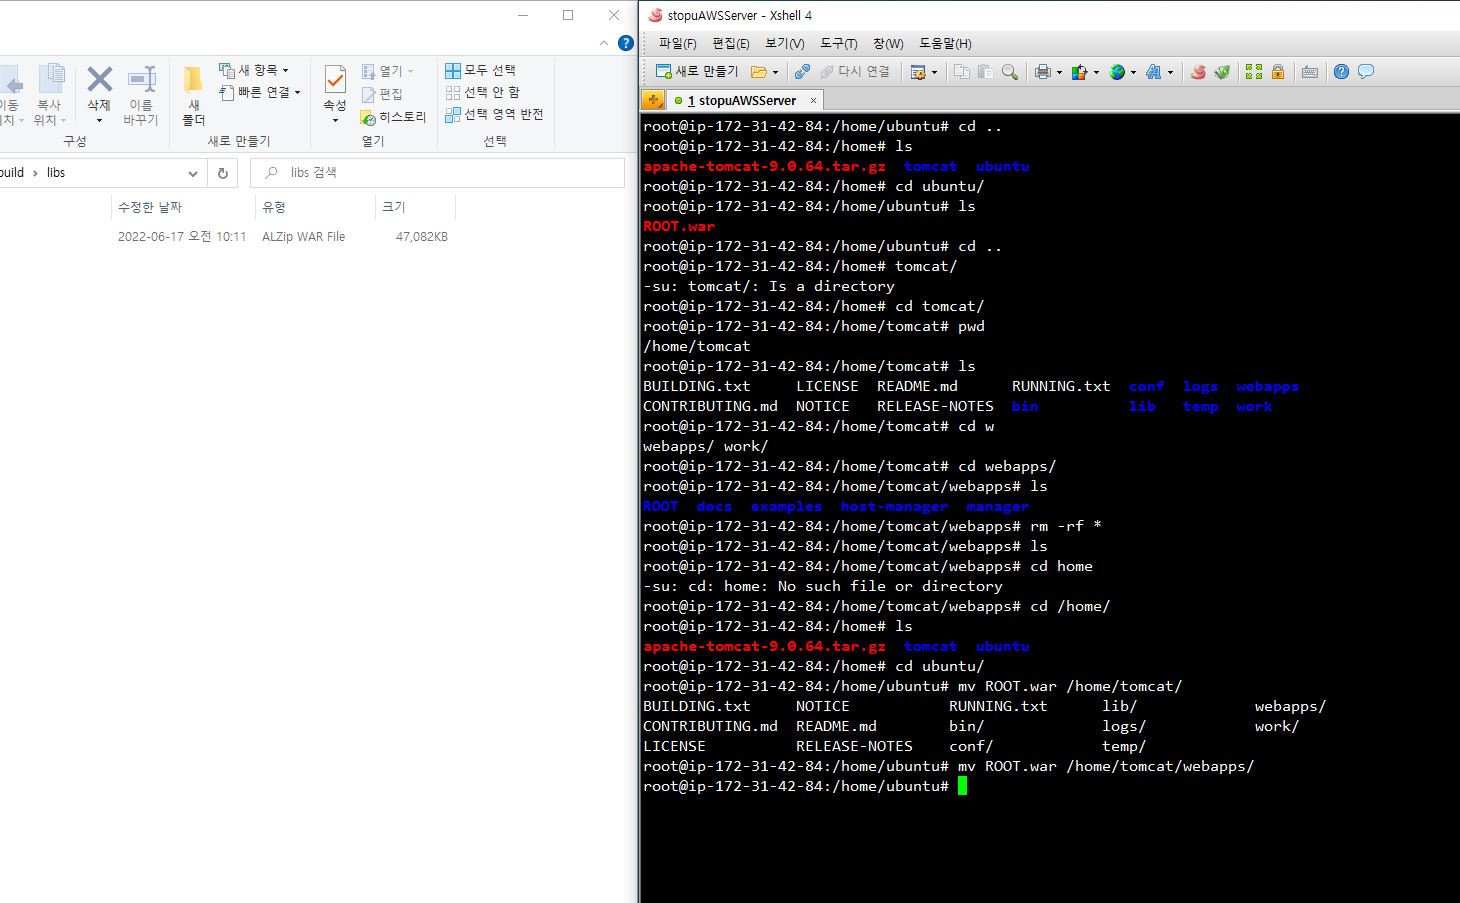 stopuAWSServer - Xshell 4
파일(F) 편집(E) 보기(V) 도구(T) 창(W) 도움말(H)
새로 만들기 다시 연결
1 stopuAWSServer ×
?
이동
위치
복사
위치
삭제
이름
바꾸기
구성
새
폴더
새 항목
빠른 연결
새로 만들기
속성
열기
편집
히스토리
열기
모두 선택
선택 안 함
선택 영역 반전
선택
build › libs
libs 검색
수정한 날짜 유형 크기
2022-06-17 오전 10:11 ALZip WAR File 47,082KB
root@ip-172-31-42-84:/home/ubuntu# cd ..
root@ip-172-31-42-84:/home# ls
apache-tomcat-9.0.64.tar.gz tomcat ubuntu
root@ip-172-31-42-84:/home# cd ubuntu/
root@ip-172-31-42-84:/home/ubuntu# ls
ROOT.war
root@ip-172-31-42-84:/home/ubuntu# cd ..
root@ip-172-31-42-84:/home# tomcat/
-su: tomcat/: Is a directory
root@ip-172-31-42-84:/home# cd tomcat/
root@ip-172-31-42-84:/home/tomcat# pwd
/home/tomcat
root@ip-172-31-42-84:/home/tomcat# ls
BUILDING.txt LICENSE README.md RUNNING.txt conf logs webapps
CONTRIBUTING.md NOTICE RELEASE-NOTES bin lib temp work
root@ip-172-31-42-84:/home/tomcat# cd w
webapps/ work/
root@ip-172-31-42-84:/home/tomcat# cd webapps/
root@ip-172-31-42-84:/home/tomcat/webapps# ls
ROOT docs examples host-manager manager
root@ip-172-31-42-84:/home/tomcat/webapps# rm -rf *
root@ip-172-31-42-84:/home/tomcat/webapps# ls
root@ip-172-31-42-84:/home/tomcat/webapps# cd home
-su: cd: home: No such file or directory
root@ip-172-31-42-84:/home/tomcat/webapps# cd /home/
root@ip-172-31-42-84:/home# ls
apache-tomcat-9.0.64.tar.gz tomcat ubuntu
root@ip-172-31-42-84:/home# cd ubuntu/
root@ip-172-31-42-84:/home/ubuntu# mv ROOT.war /home/tomcat/
BUILDING.txt NOTICE RUNNING.txt lib/ webapps/
CONTRIBUTING.md README.md bin/ logs/ work/
LICENSE RELEASE-NOTES conf/ temp/
root@ip-172-31-42-84:/home/ubuntu# mv ROOT.war /home/tomcat/webapps/
root@ip-172-31-42-84:/home/ubuntu#